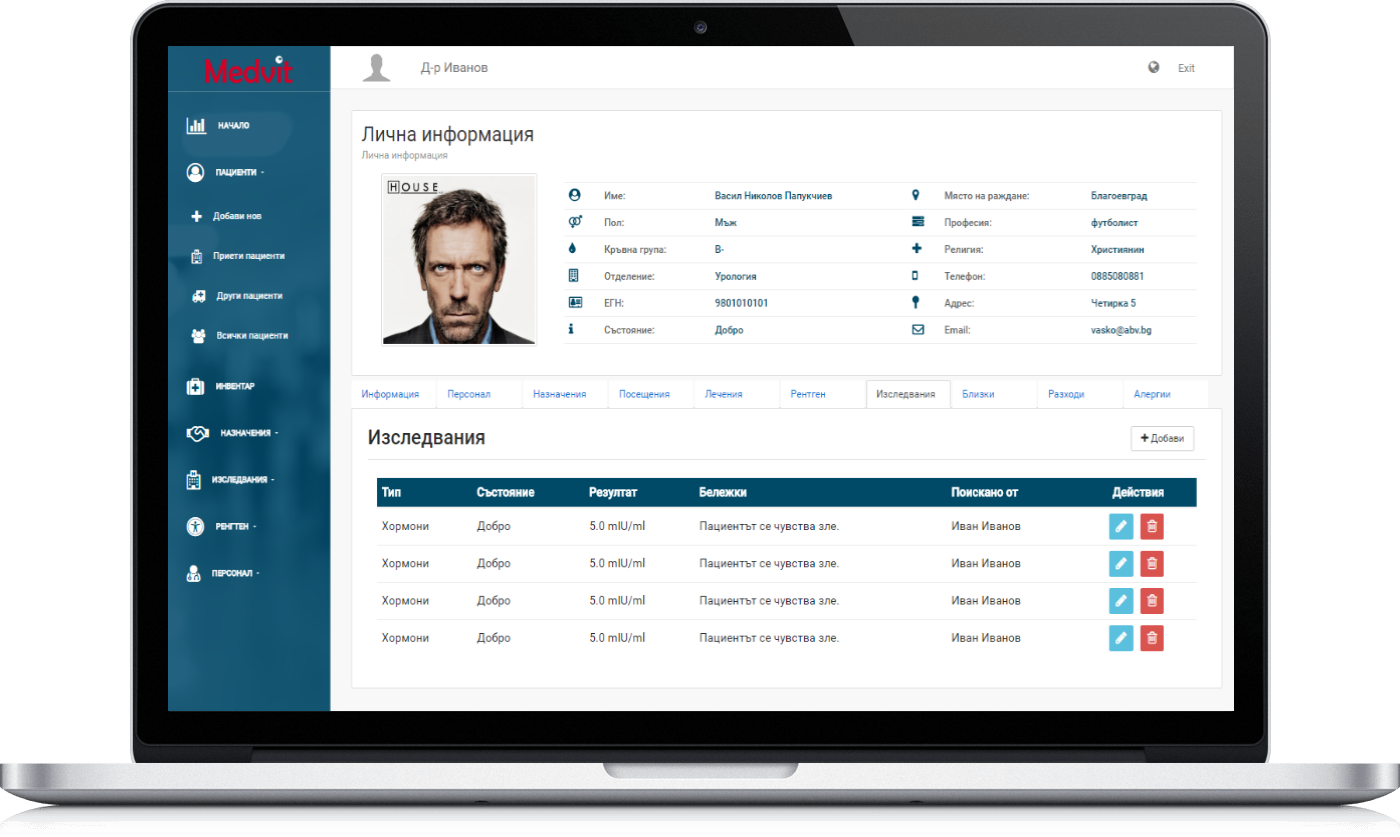 Medvit
Д-р Иванов
Exit
НАЧАЛО
ПАЦИЕНТИ -
Добави нов
Приети пациенти
Други пациенти
Всички пациенти
ИНВЕНТАР
НАЗНАЧЕНИЯ -
ИЗСЛЕДВАНИЯ -
РЕНГТЕН -
ПЕРСОНАЛ -
Лична информация
Лична информация
HOUSE
Име: Васил Николов Папукчиев Място на раждане: Благоевград
Пол: Мъж Професия: футболист
Кръвна група: B- Религия: Християнин
Отделение: Урология Телефон: 0885080881
ЕГН: 9801010101 Адрес: Четирка 5
Състояние: Добро Email: vasko@abv.bg
Информация Персонал Назначения Посещения Лечения Рентген Изследвания Близки Разходи Алергии
Изследвания + Добави
Тип Състояние Резултат Бележки Поискано от Действия
Хормони Добро 5.0 mIU/ml Пациентът се чувства зле. Иван Иванов
Хормони Добро 5.0 mIU/ml Пациентът се чувства зле. Иван Иванов
Хормони Добро 5.0 mIU/ml Пациентът се чувства зле. Иван Иванов
Хормони Добро 5.0 mIU/ml Пациентът се чувства зле. Иван Иванов